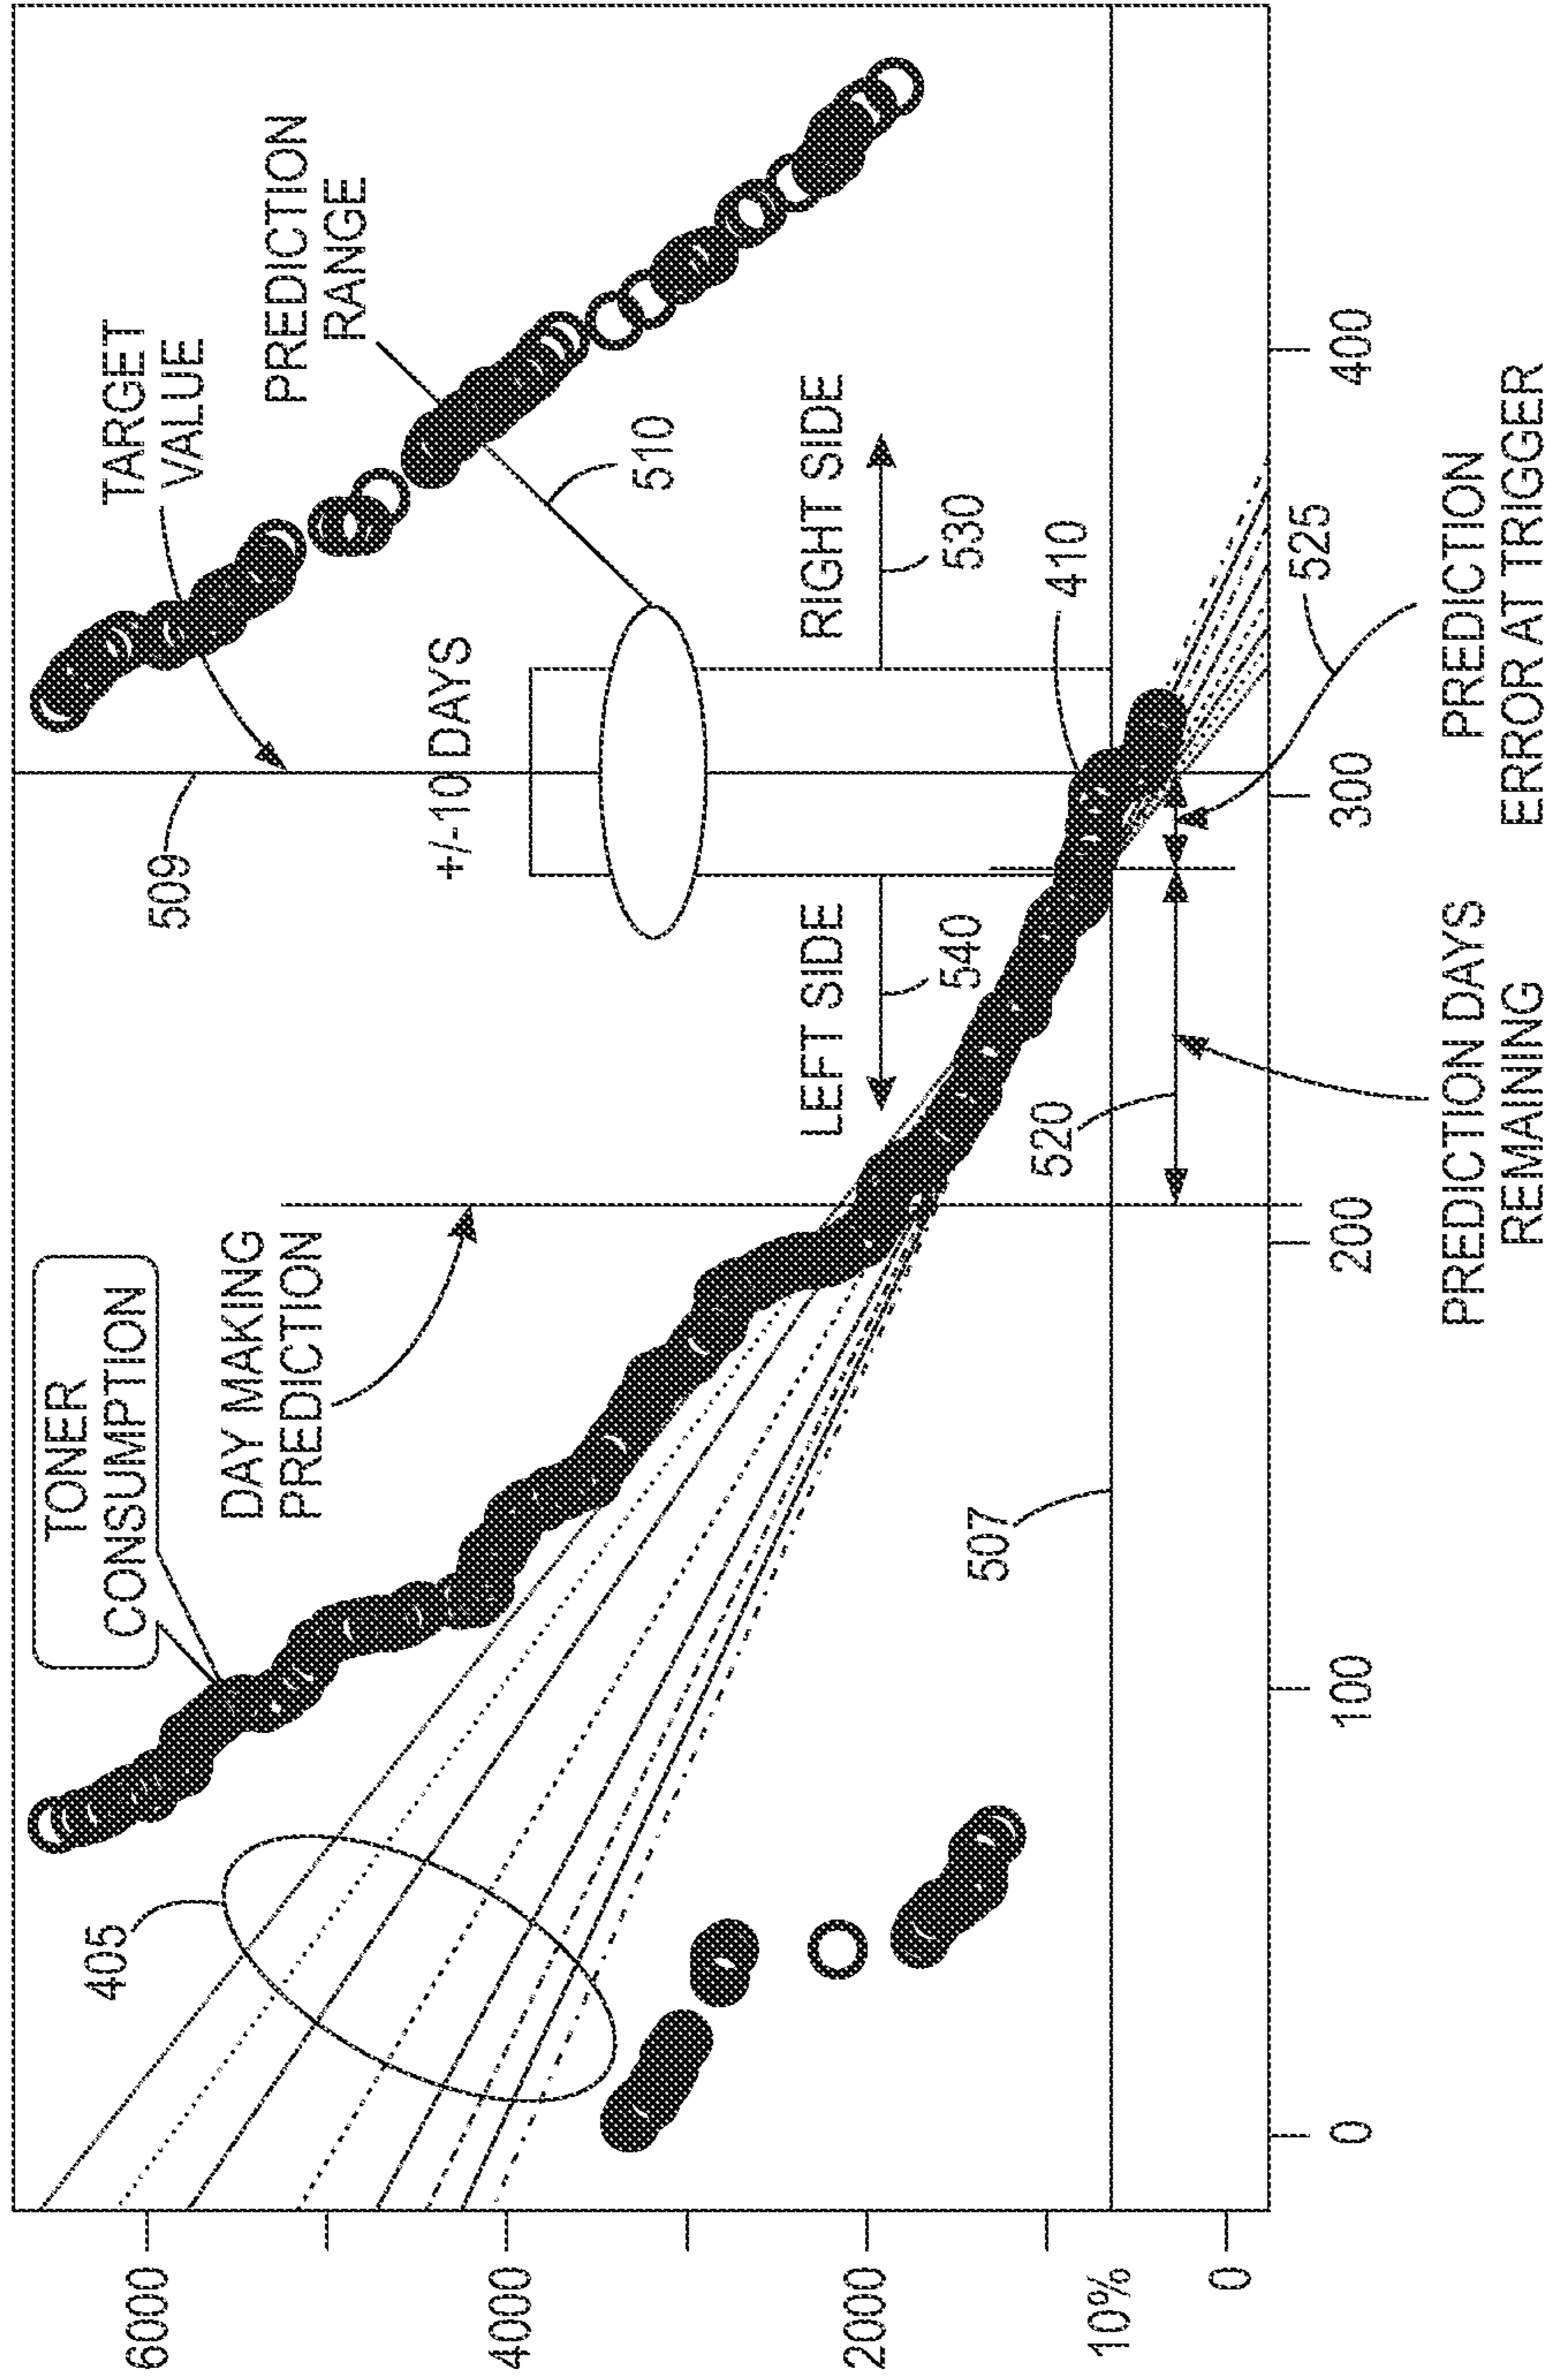 TONER
CONSUMPTION
DAY MAKING
PREDICTION
405
509
TARGET
VALUE
PREDICTION
RANGE
+/-10 DAYS
510
LEFT SIDE
540
RIGHT SIDE
530
410
507
520
525
6000
4000
2000
10%
0
0
100
200
300
400
PREDICTION DAYS
REMAINING
PREDICTION
ERROR AT TRIGGER